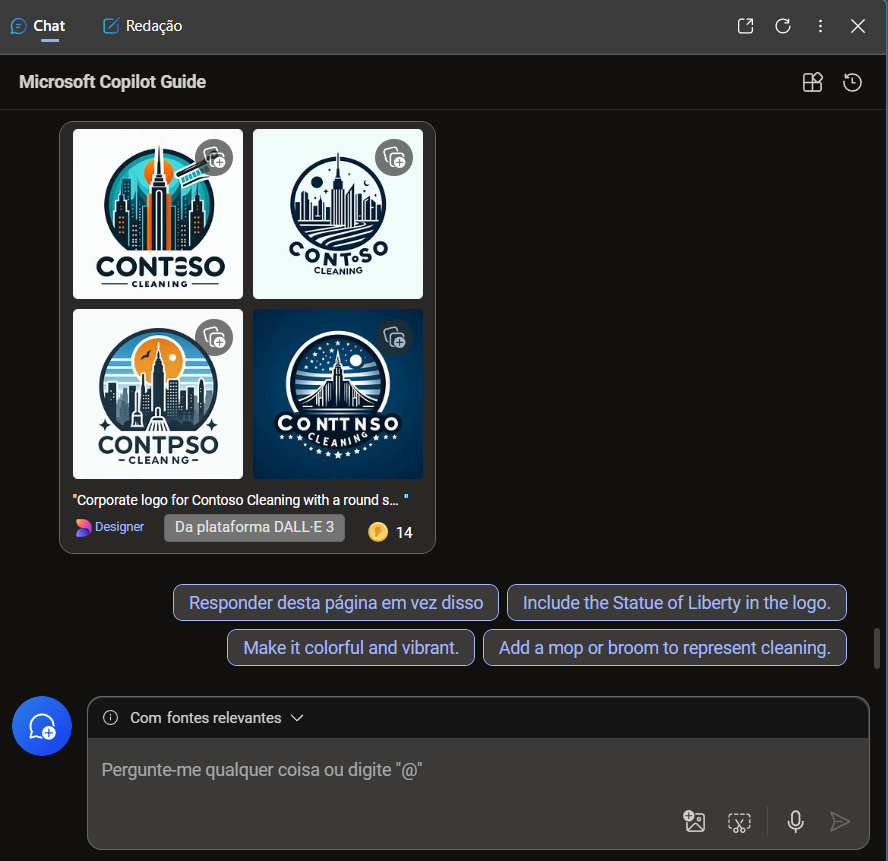 Chat
Redação
Microsoft Copilot Guide
CONTESO
CLEANING
CONTOSO
CLEANING
CONTPSO
-CLEAN NG-
CONTTNSO
CLEANING
"Corporate logo for Contoso Cleaning with a round s... "
Designer
Da plataforma DALL·E 3
14
Responder desta página em vez disso
Include the Statue of Liberty in the logo.
Make it colorful and vibrant.
Add a mop or broom to represent cleaning.
Com fontes relevantes
Pergunte-me qualquer coisa ou digite "@"